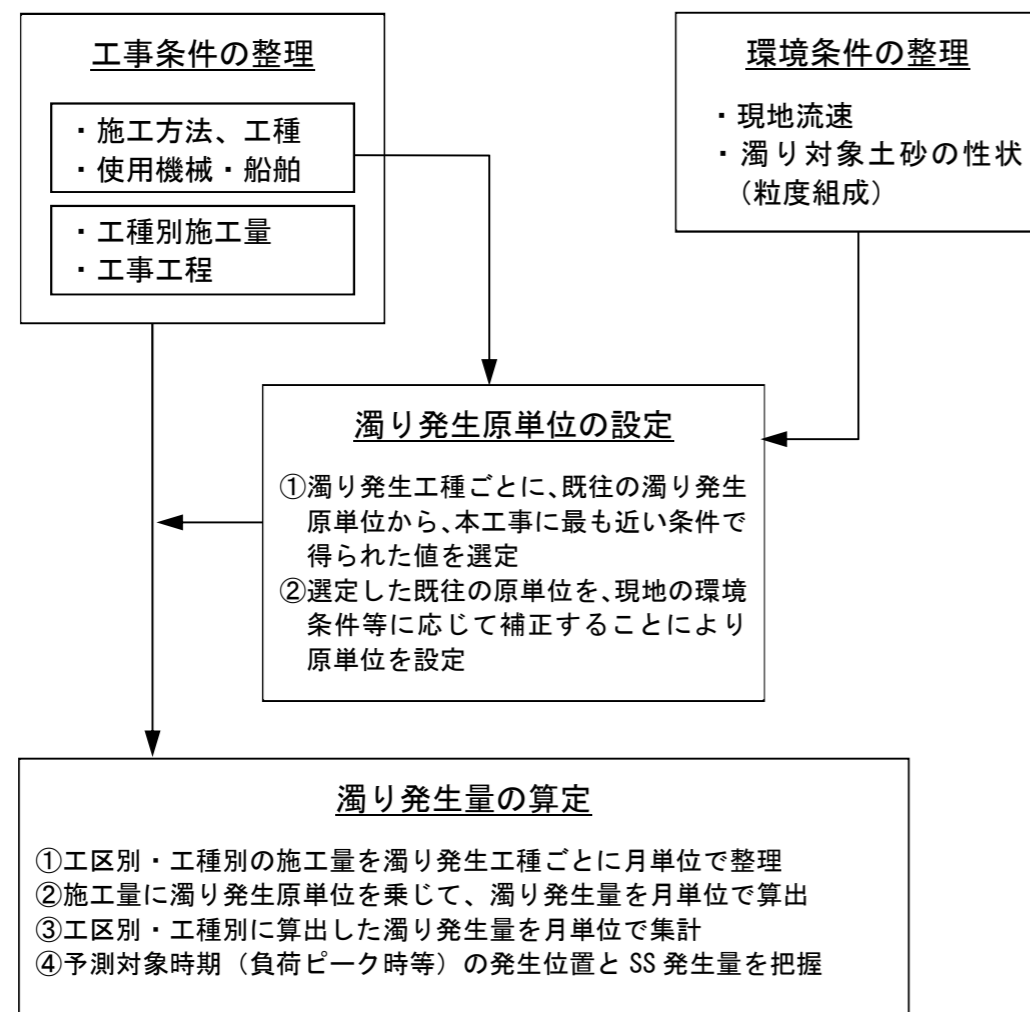 工事条件の整理
・施工方法、工種
・使用機械・船舶
・工種別施工量
・工事工程
環境条件の整理
・現地流速
・濁り対象土砂の性状
（粒度組成）
濁り発生原単位の設定
①濁り発生工種ごとに、既往の濁り発生
原単位から、本工事に最も近い条件で
得られた値を選定
②選定した既往の原単位を、現地の環境
条件等に応じて補正することにより
原単位を設定
濁り発生量の算定
①工区別・工種別の施工量を濁り発生工種ごとに月単位で整理
②施工量に濁り発生原単位を乗じて、濁り発生量を月単位で算出
③工区別・工種別に算出した濁り発生量を月単位で集計
④予測対象時期（負荷ピーク時等）の発生位置と SS 発生量を把握